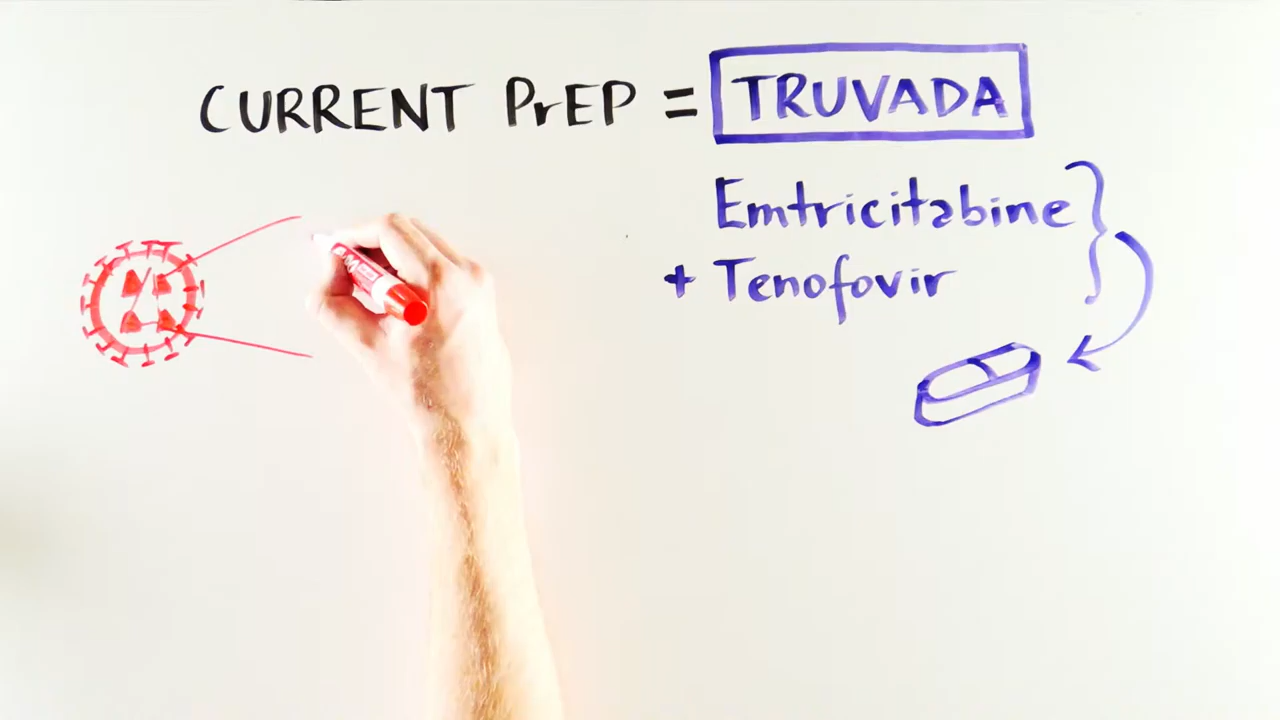 CURRENT PrEP = TRUVADA
Emtricitabine
+ Tenofovir